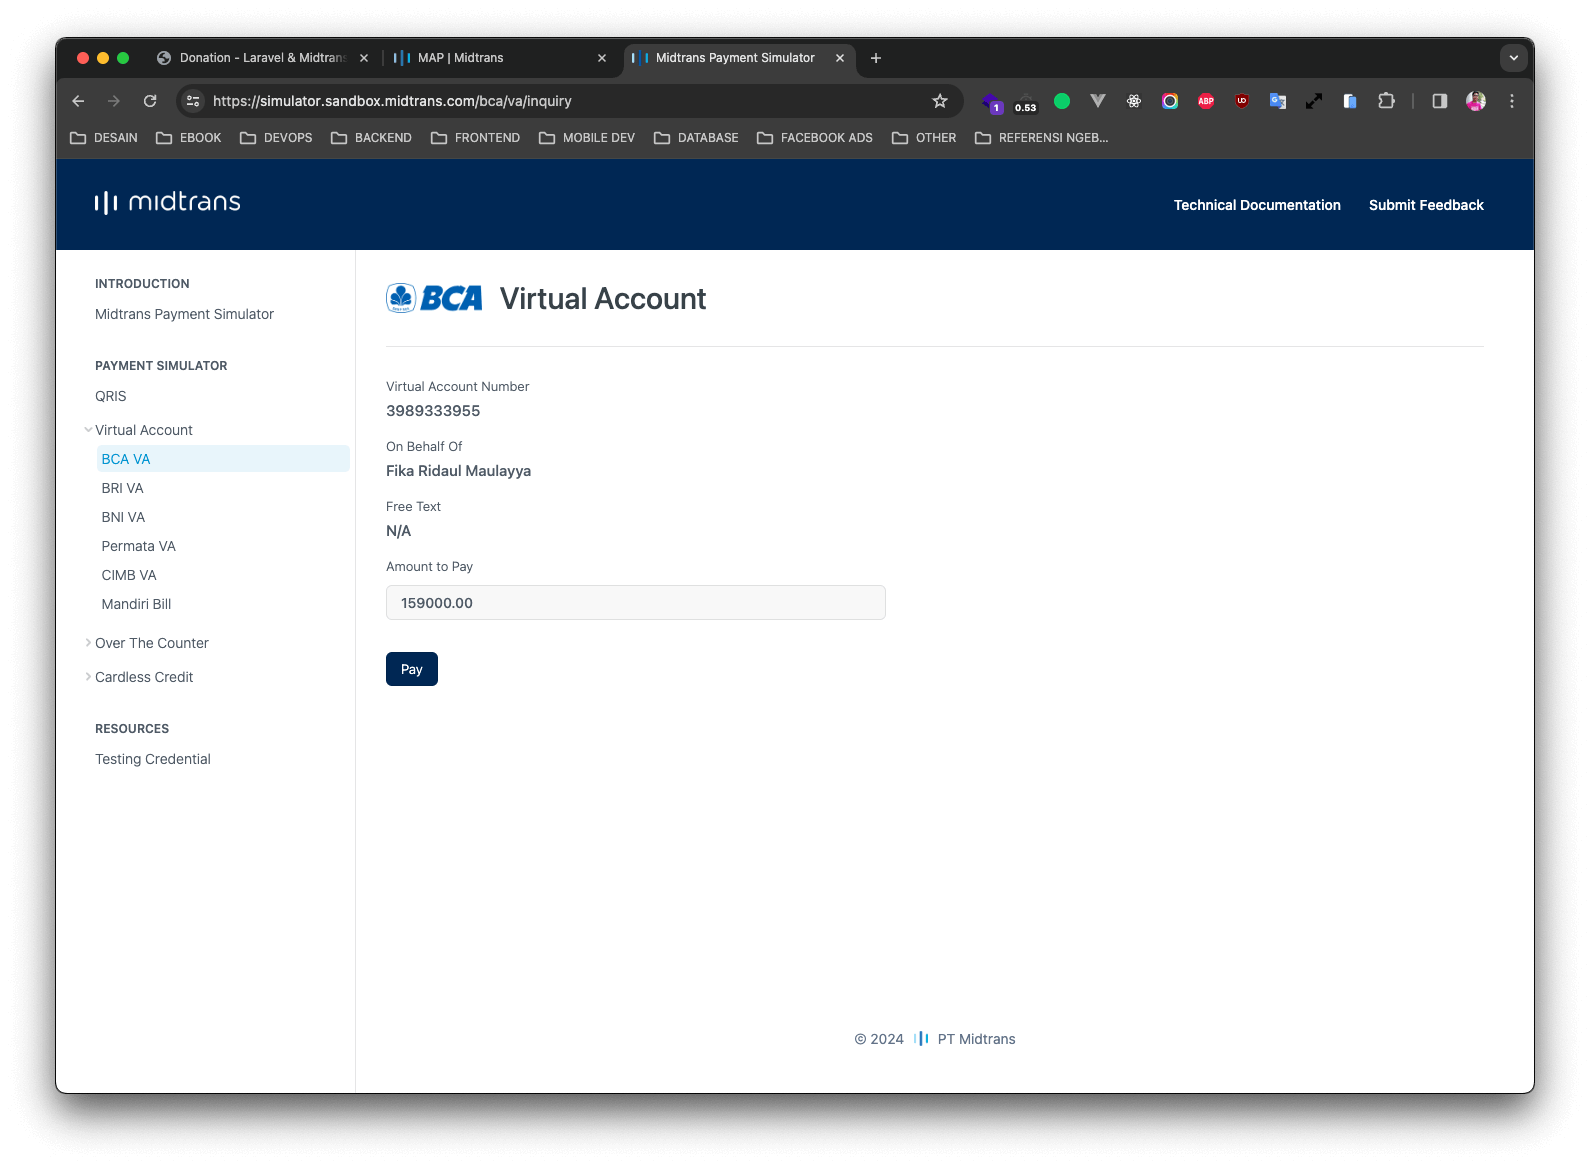 Donation - Laravel & Midtrans
MAP | Midtrans
Midtrans Payment Simulator
https://simulator.sandbox.midtrans.com/bca/va/inquiry
1
0.53
ABP
DESAIN
EBOOK
DEVOPS
BACKEND
FRONTEND
MOBILE DEV
DATABASE
FACEBOOK ADS
OTHER
REFERENSI NGEB...
midtrans
Technical Documentation
Submit Feedback
INTRODUCTION
Midtrans Payment Simulator
PAYMENT SIMULATOR
QRIS
Virtual Account
BCA VA
BRI VA
BNI VA
Permata VA
CIMB VA
Mandiri Bill
Over The Counter
Cardless Credit
RESOURCES
Testing Credential
BCA Virtual Account
Virtual Account Number
3989333955
On Behalf Of
Fika Ridaul Maulayya
Free Text
N/A
Amount to Pay
159000.00
Pay
© 2024 PT Midtrans